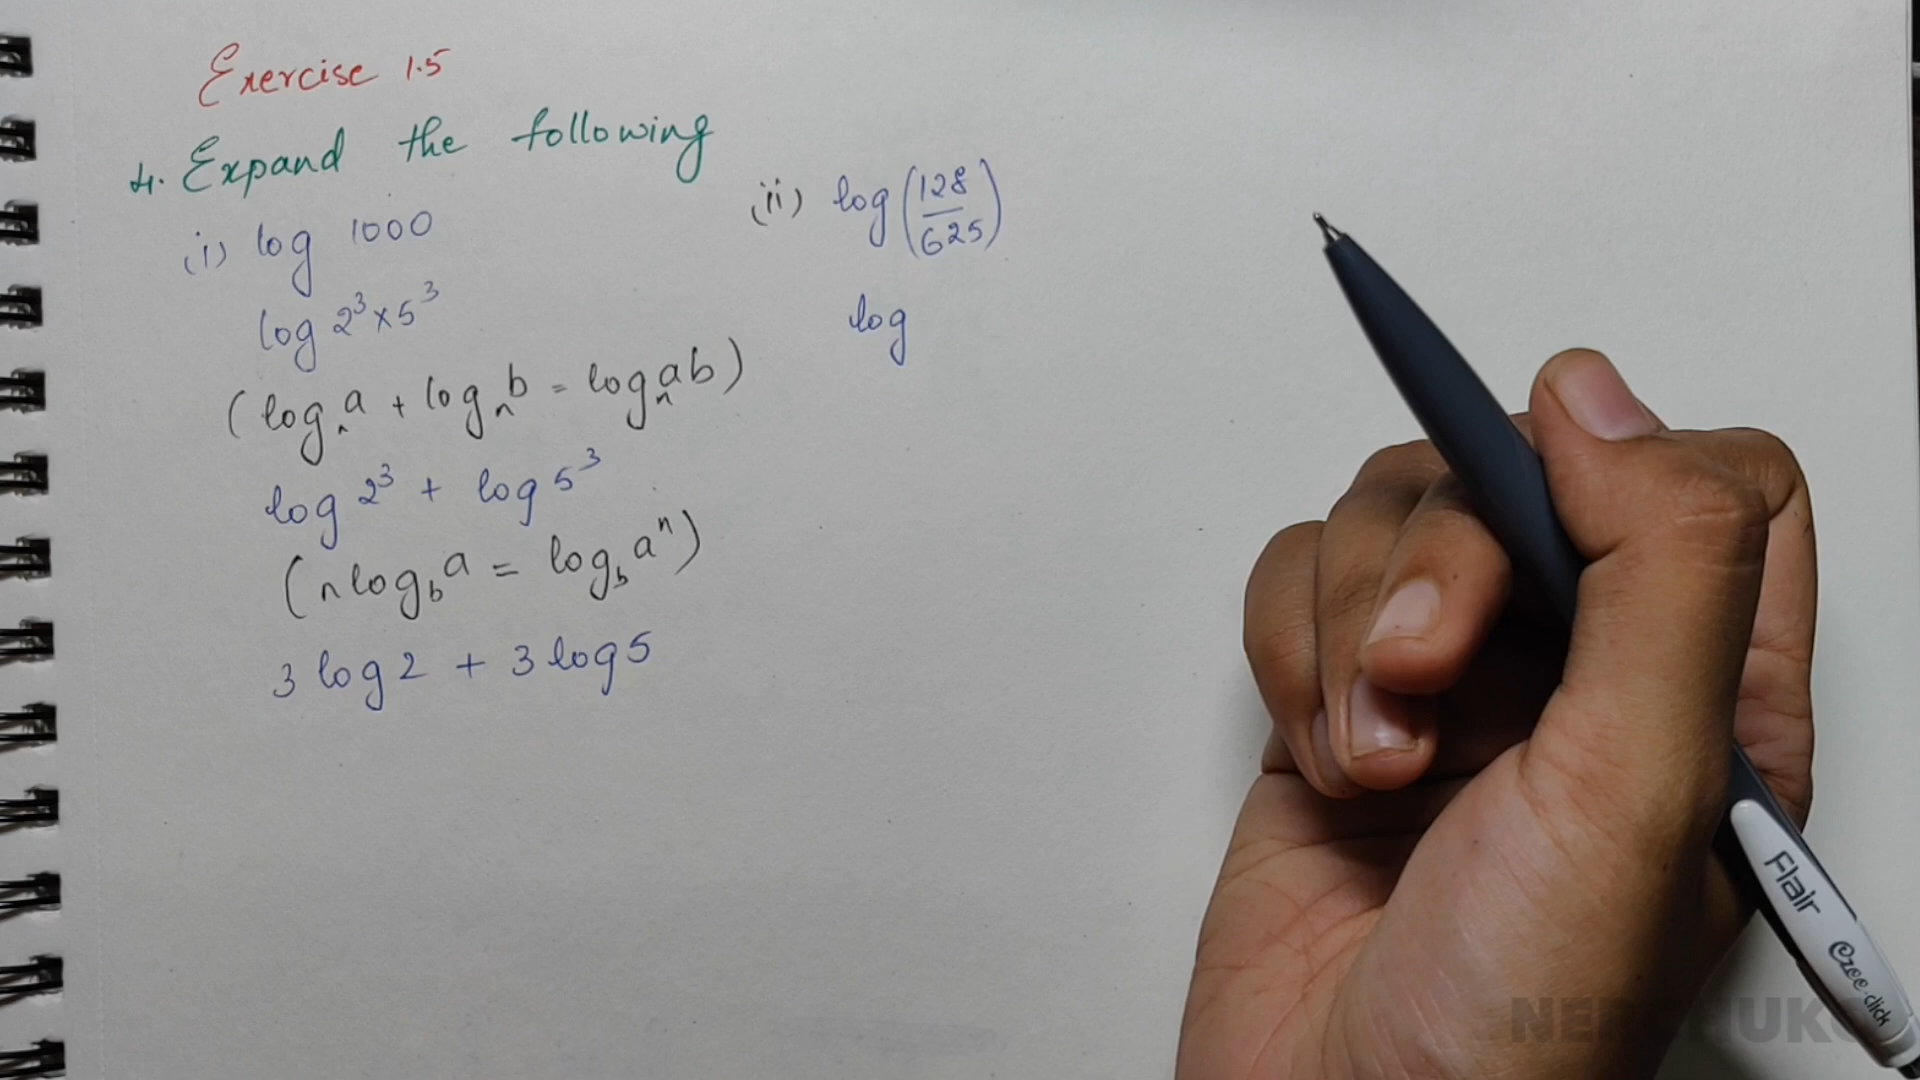 Exercise 1.5
4. Expand the following
(i) log 1000
log 2³×5³
(logₙa + logₙb = logₙab)
log 2³ + log 5³
(n log_b a = log_b aⁿ)
3 log 2 + 3 log 5
(ii) log (128/625)
log
Flair
click